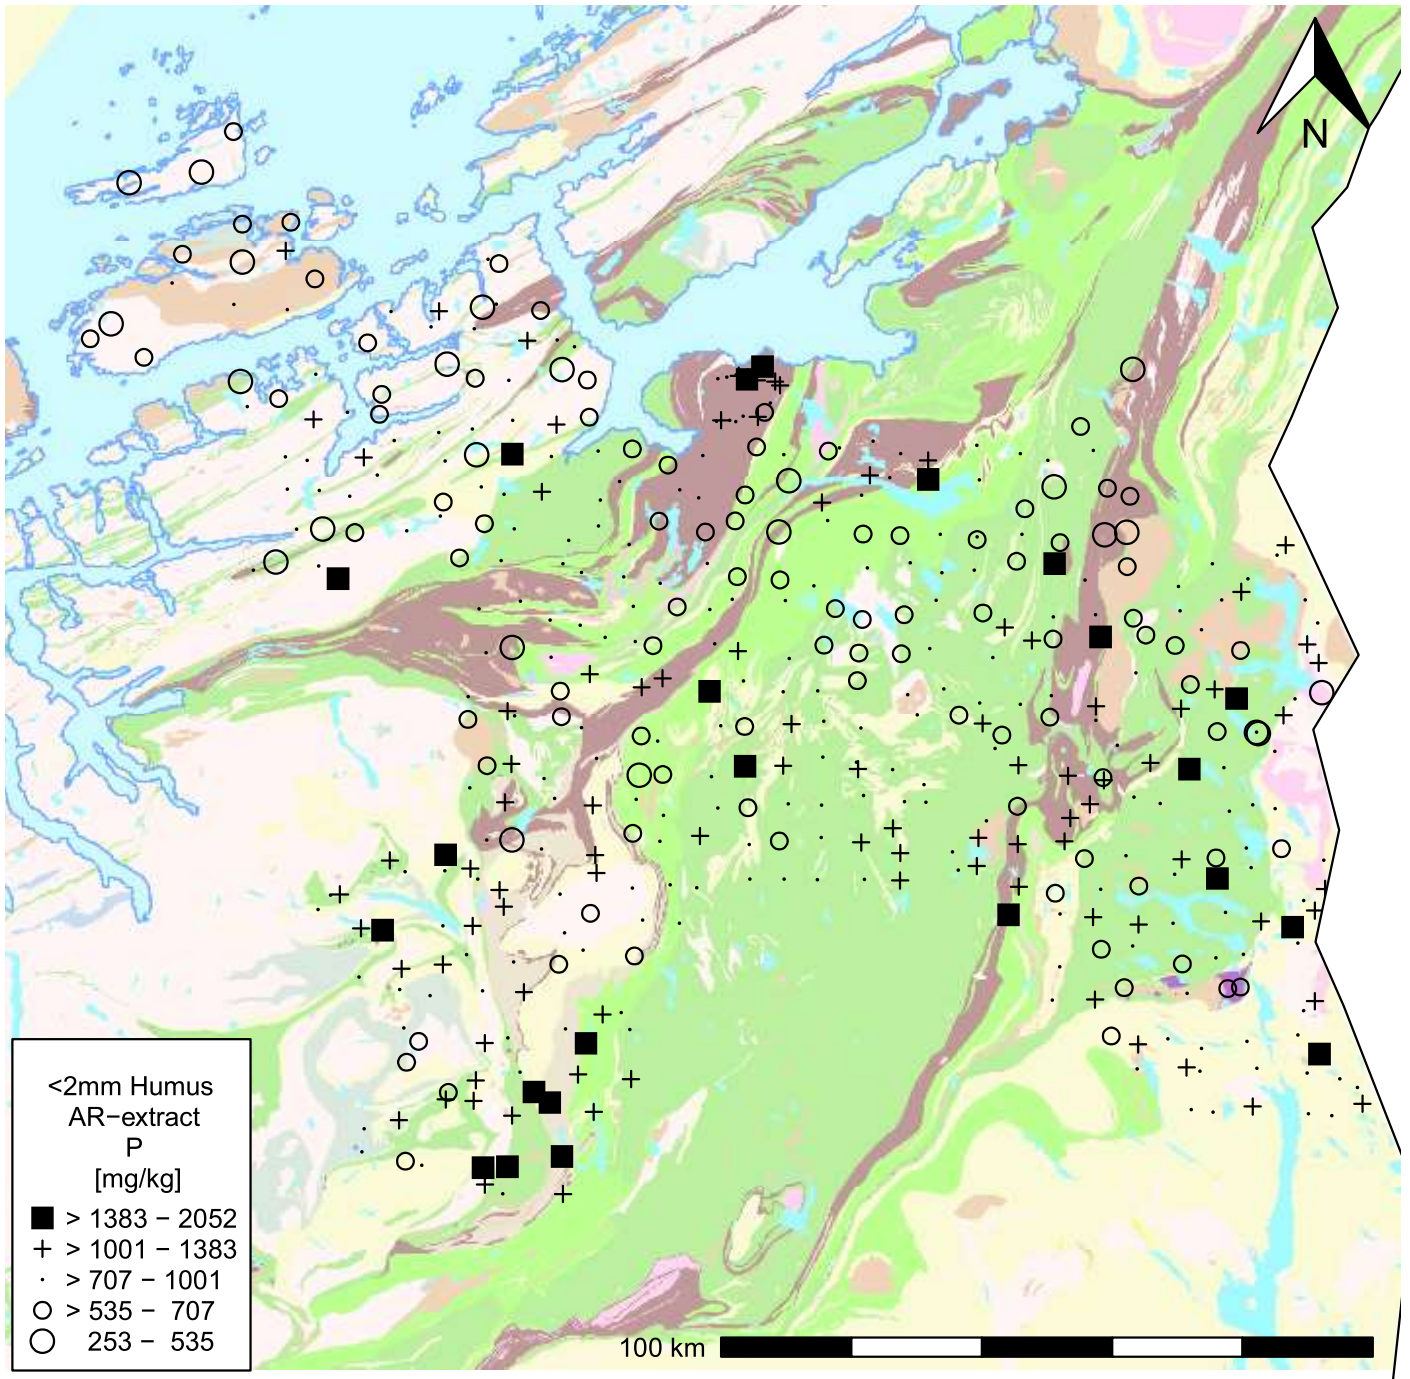 N
<2mm Humus
AR−extract
P
[mg/kg]
> 1383 − 2052
> 1001 − 1383
> 707 − 1001
> 535 − 707
253 − 535
100 km